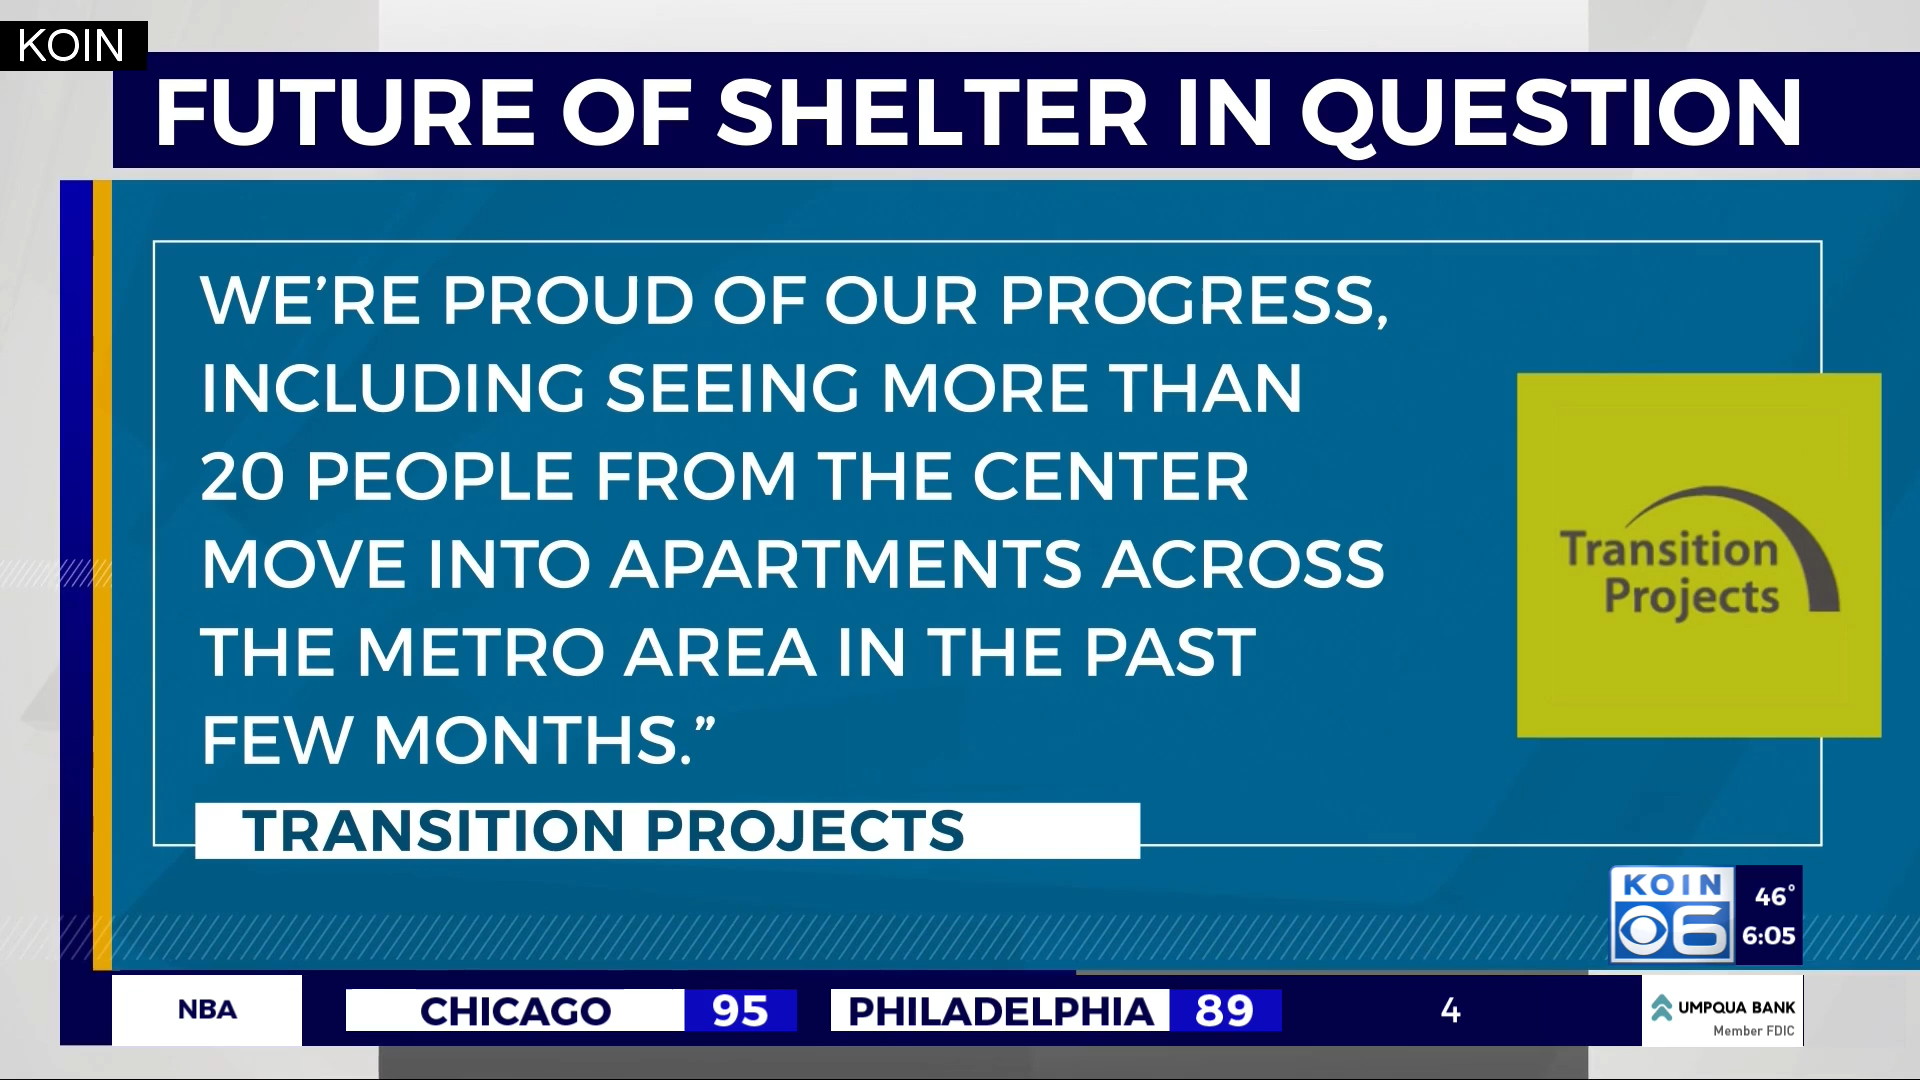 KOIN
FUTURE OF SHELTER IN QUESTION
WE’RE PROUD OF OUR PROGRESS,
INCLUDING SEEING MORE THAN
20 PEOPLE FROM THE CENTER
MOVE INTO APARTMENTS ACROSS
THE METRO AREA IN THE PAST
FEW MONTHS.”
Transition
Projects
TRANSITION PROJECTS
KOIN
6
46°
6:05
NBA CHICAGO 95 PHILADELPHIA 89 4
UMPQUA BANK
Member FDIC